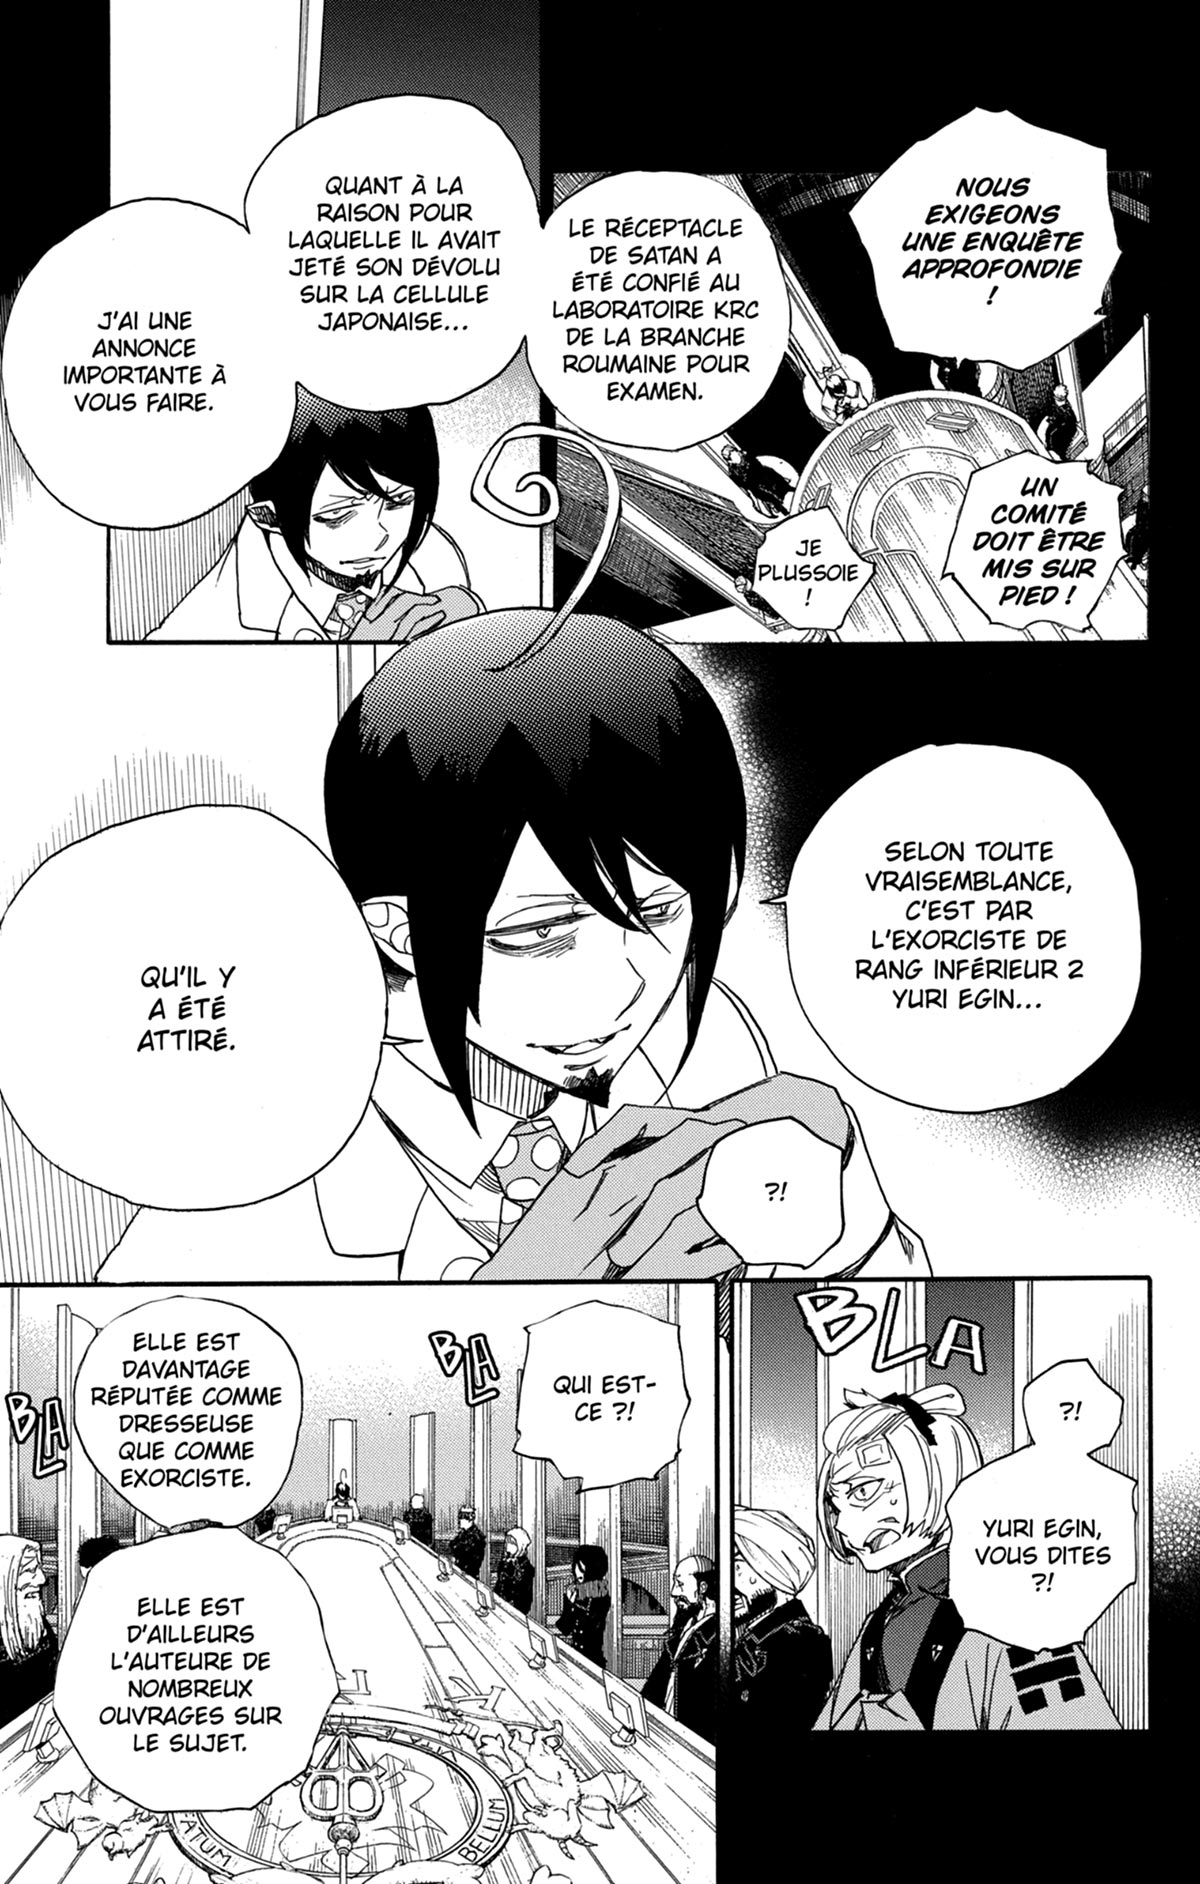 NOUS
EXIGEONS
UNE ENQUÊTE
APPROFONDIE
!
UN
COMITÉ
DOIT ÊTRE
MIS SUR
PIED !
JE
PLUSSOIE
!
LE RÉCEPTACLE
DE SATAN A
ÉTÉ CONFIÉ AU
LABORATOIRE KRC
DE LA BRANCHE
ROUMAINE POUR
EXAMEN.
QUANT À LA
RAISON POUR
LAQUELLE IL AVAIT
JETÉ SON DÉVOLU
SUR LA CELLULE
JAPONAISE...
J'AI UNE
ANNONCE
IMPORTANTE À
VOUS FAIRE.
SELON TOUTE
VRAISEMBLANCE,
C'EST PAR
L'EXORCISTE DE
RANG INFÉRIEUR 2
YURI EGIN...
QU'IL Y
A ÉTÉ
ATTIRÉ.
?!
BLA
?!
YURI EGIN,
VOUS DITES
?!
QUI EST-
CE ?!
BLA
BLA
ELLE EST
DAVANTAGE
RÉPUTÉE COMME
DRESSEUSE
QUE COMME
EXORCISTE.
ELLE EST
D'AILLEURS
L'AUTEURE DE
NOMBREUX
OUVRAGES SUR
LE SUJET.
ATUM
BELLUM